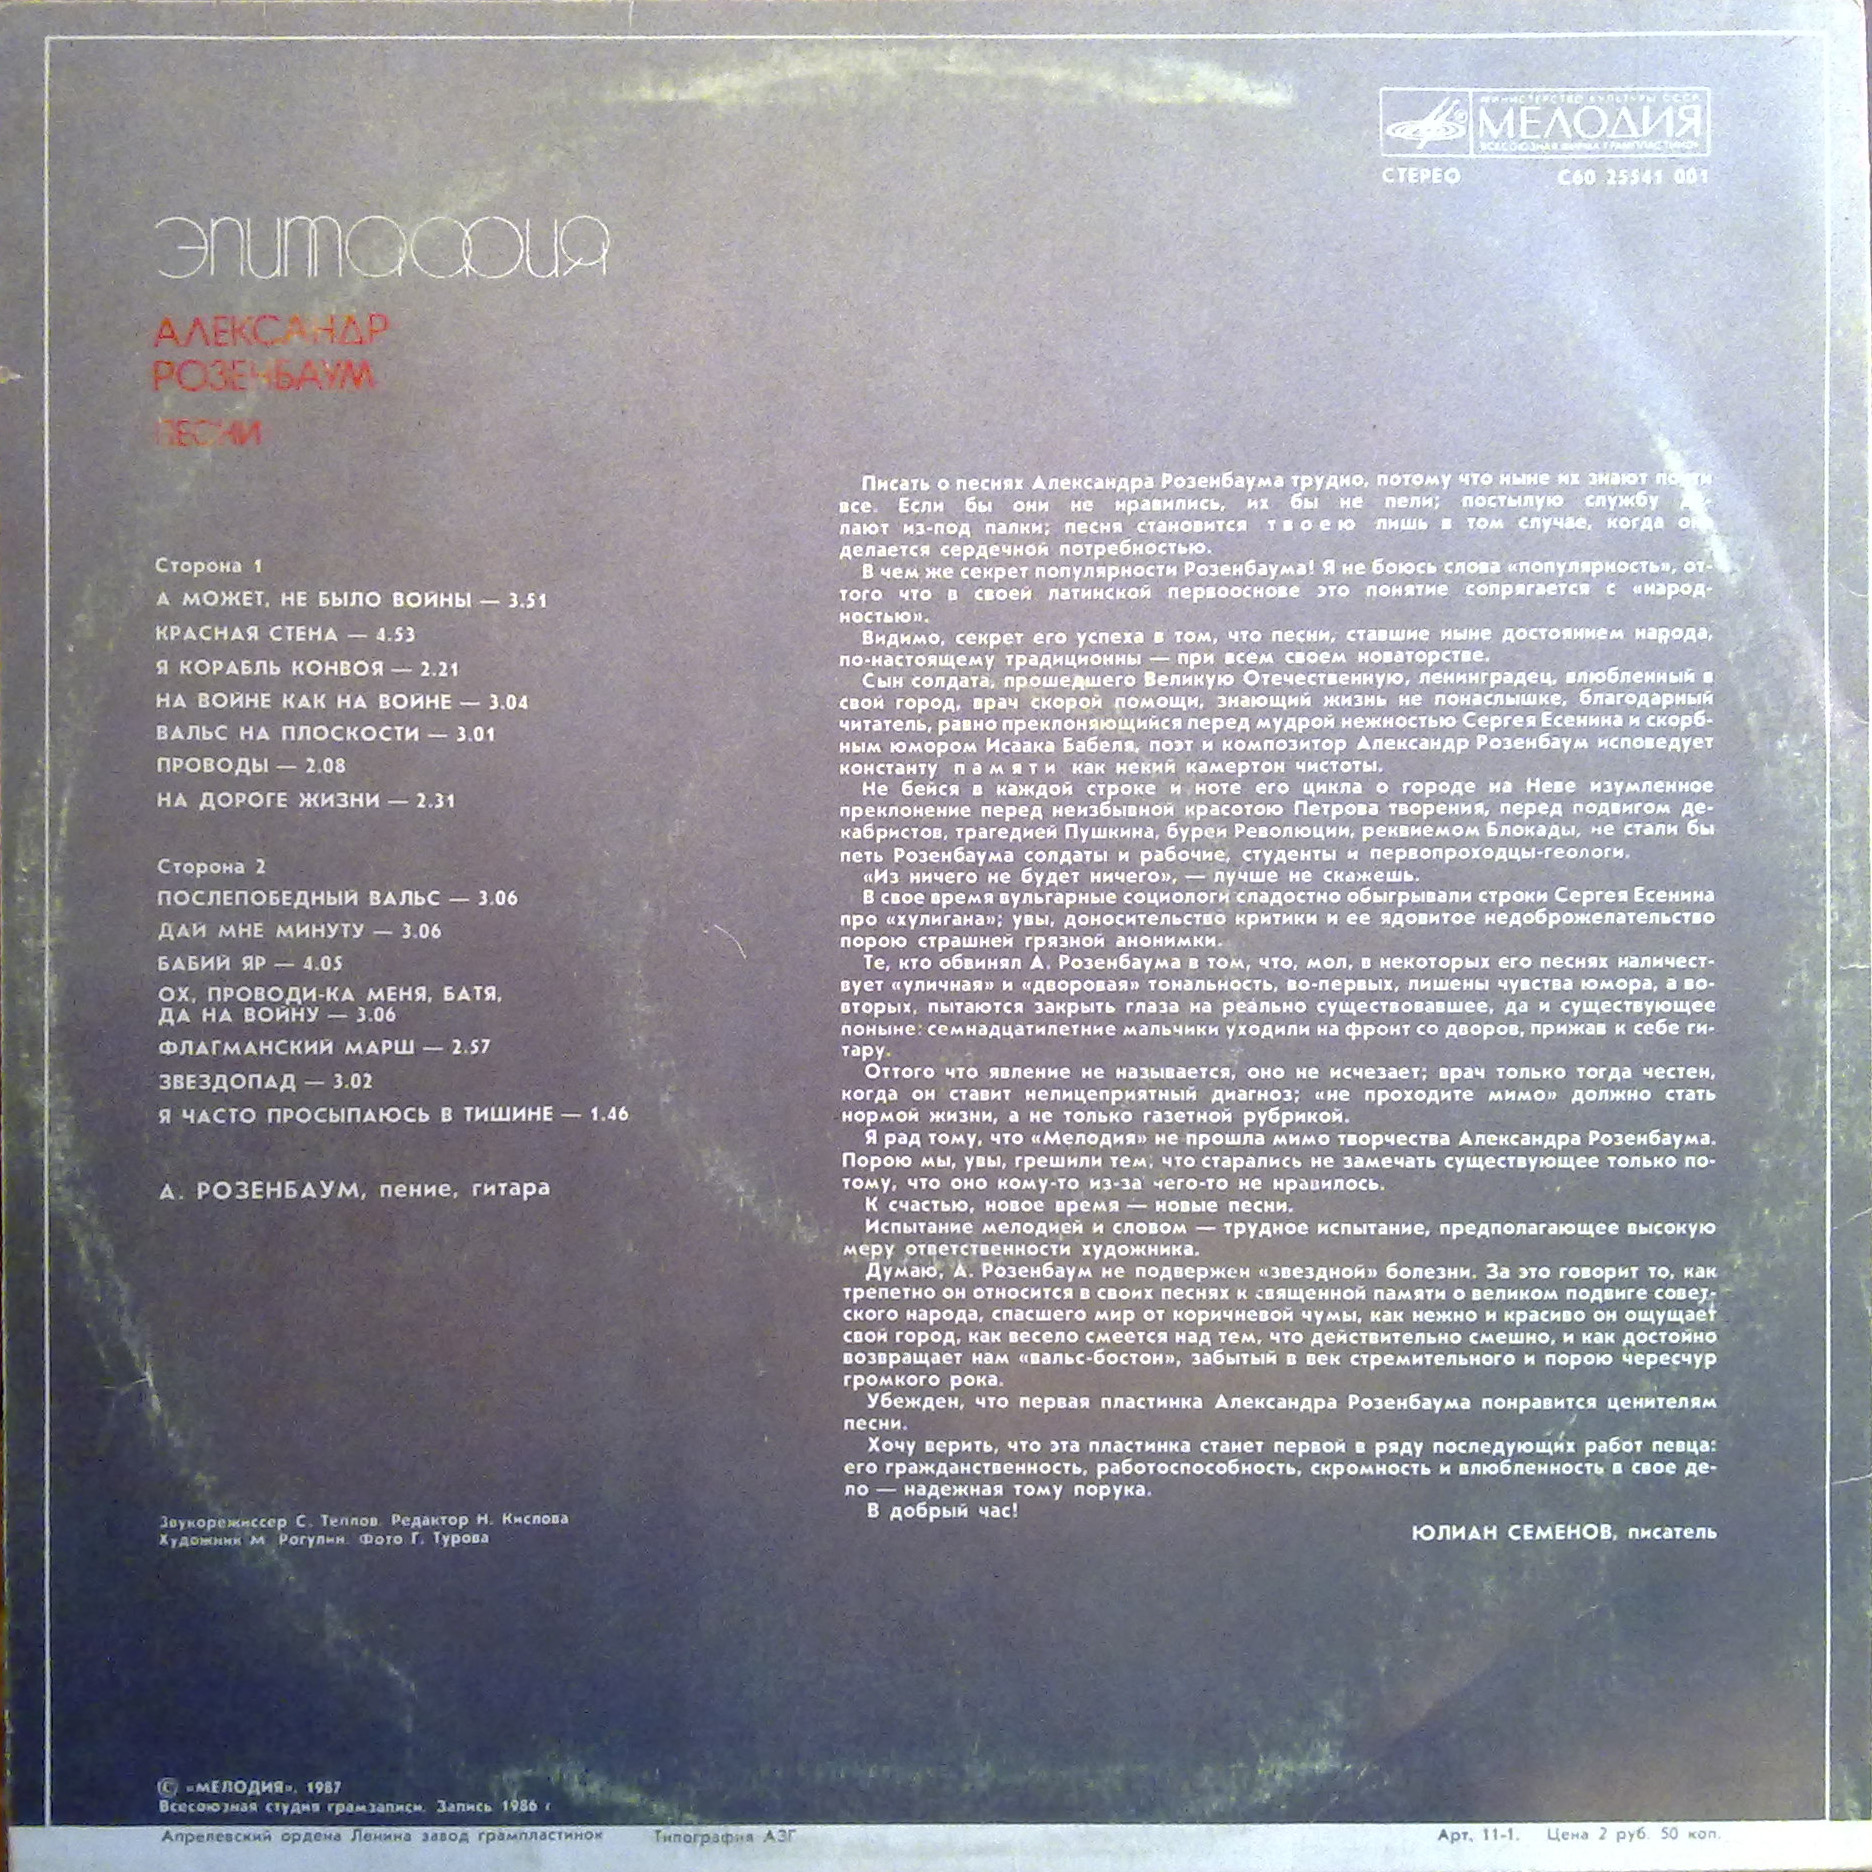 МИНИСТЕРСТВО КУЛЬТУРЫ СССР
МЕЛОДИЯ
ВСЕСОЮЗНАЯ ФИРМА ГРАМПЛАСТИНОК
СТЕРЕО С60 25541 001
ЭПИТАФИЯ
АЛЕКСАНДР
РОЗЕНБАУМ
ПЕСНИ
Сторона 1
А МОЖЕТ, НЕ БЫЛО ВОЙНЫ — 3.51
КРАСНАЯ СТЕНА — 4.53
Я КОРАБЛЬ КОНВОЯ — 2.21
НА ВОЙНЕ КАК НА ВОЙНЕ — 3.04
ВАЛЬС НА ПЛОСКОСТИ — 3.01
ПРОВОДЫ — 2.08
НА ДОРОГЕ ЖИЗНИ — 2.31
Сторона 2
ПОСЛЕПОБЕДНЫЙ ВАЛЬС — 3.06
ДАЙ МНЕ МИНУТУ — 3.06
БАБИЙ ЯР — 4.05
ОХ, ПРОВОДИ-КА МЕНЯ, БАТЯ,
ДА НА ВОЙНУ — 3.06
ФЛАГМАНСКИЙ МАРШ — 2.57
ЗВЕЗДОПАД — 3.02
Я ЧАСТО ПРОСЫПАЮСЬ В ТИШИНЕ — 1.46
А. РОЗЕНБАУМ, пение, гитара
Писать о песнях Александра Розенбаума трудно, потому что ныне их знают почти
все. Если бы они не нравились, их бы не пели; постылую службу де-
лают из-под палки; песня становится твоею лишь в том случае, когда она
делается сердечной потребностью.
В чем же секрет популярности Розенбаума! Я не боюсь слова «популярность», от-
того что в своей латинской первооснове это понятие сопрягается с «народ-
ностью».
Видимо, секрет его успеха в том, что песни, ставшие ныне достоянием народа,
по-настоящему традиционны — при всем своем новаторстве.
Сын солдата, прошедшего Великую Отечественную, ленинградец, влюбленный в
свой город, врач скорой помощи, знающий жизнь не понаслышке, благодарный
читатель, равно преклоняющийся перед мудрой нежностью Сергея Есенина и скорб-
ным юмором Исаака Бабеля, поэт и композитор Александр Розенбаум исповедует
константу памяти как некий камертон чистоты.
Не бейся в каждой строке и ноте его цикла о городе на Неве изумленное
преклонение перед неизбывной красотою Петрова творения, перед подвигом де-
кабристов, трагедией Пушкина, бурей Революции, реквиемом Блокады, не стали бы
петь Розенбаума солдаты и рабочие, студенты и первопроходцы-геологи.
«Из ничего не будет ничего», — лучше не скажешь.
В свое время вульгарные социологи сладостно обыгрывали строки Сергея Есенина
про «хулигана»; увы, доносительство критики и ее ядовитое недоброжелательство
порою страшней грязной анонимки.
Те, кто обвинял А. Розенбаума в том, что, мол, в некоторых его песнях наличест-
вует «уличная» и «дворовая» тональность, во-первых, лишены чувства юмора, а во-
вторых, пытаются закрыть глаза на реально существовавшее, да и существующее
поныне: семнадцатилетние мальчики уходили на фронт со дворов, прижав к себе ги-
тару.
Оттого что явление не называется, оно не исчезает; врач только тогда честен,
когда он ставит нелицеприятный диагноз; «не проходите мимо» должно стать
нормой жизни, а не только газетной рубрикой.
Я рад тому, что «Мелодия» не прошла мимо творчества Александра Розенбаума.
Порою мы, увы, грешили тем, что старались не замечать существующее только по-
тому, что оно кому-то из-за чего-то не нравилось.
К счастью, новое время — новые песни.
Испытание мелодией и словом — трудное испытание, предполагающее высокую
меру ответственности художника.
Думаю, А. Розенбаум не подвержен «звездной» болезни. За это говорит то, как
трепетно он относится в своих песнях к священной памяти о великом подвиге совет-
ского народа, спасшего мир от коричневой чумы, как нежно и красиво он ощущает
свой город, как весело смеется над тем, что действительно смешно, и как достойно
возвращает нам «вальс-бостон», забытый в век стремительного и порою чересчур
громкого рока.
Убежден, что первая пластинка Александра Розенбаума понравится ценителям
песни.
Хочу верить, что эта пластинка станет первой в ряду последующих работ певца:
его гражданственность, работоспособность, скромность и влюбленность в свое де-
ло — надежная тому порука.
В добрый час!
ЮЛИАН СЕМЕНОВ, писатель
Звукорежиссер С. Теплов. Редактор Н. Кислова
Художник М. Рогулин. Фото Г. Турова
© «МЕЛОДИЯ», 1987
Всесоюзная студия грамзаписи. Запись 1986 г.
Апрелевский ордена Ленина завод грампластинок Типография АЗГ Арт. 11-1. Цена 2 руб. 50 коп.